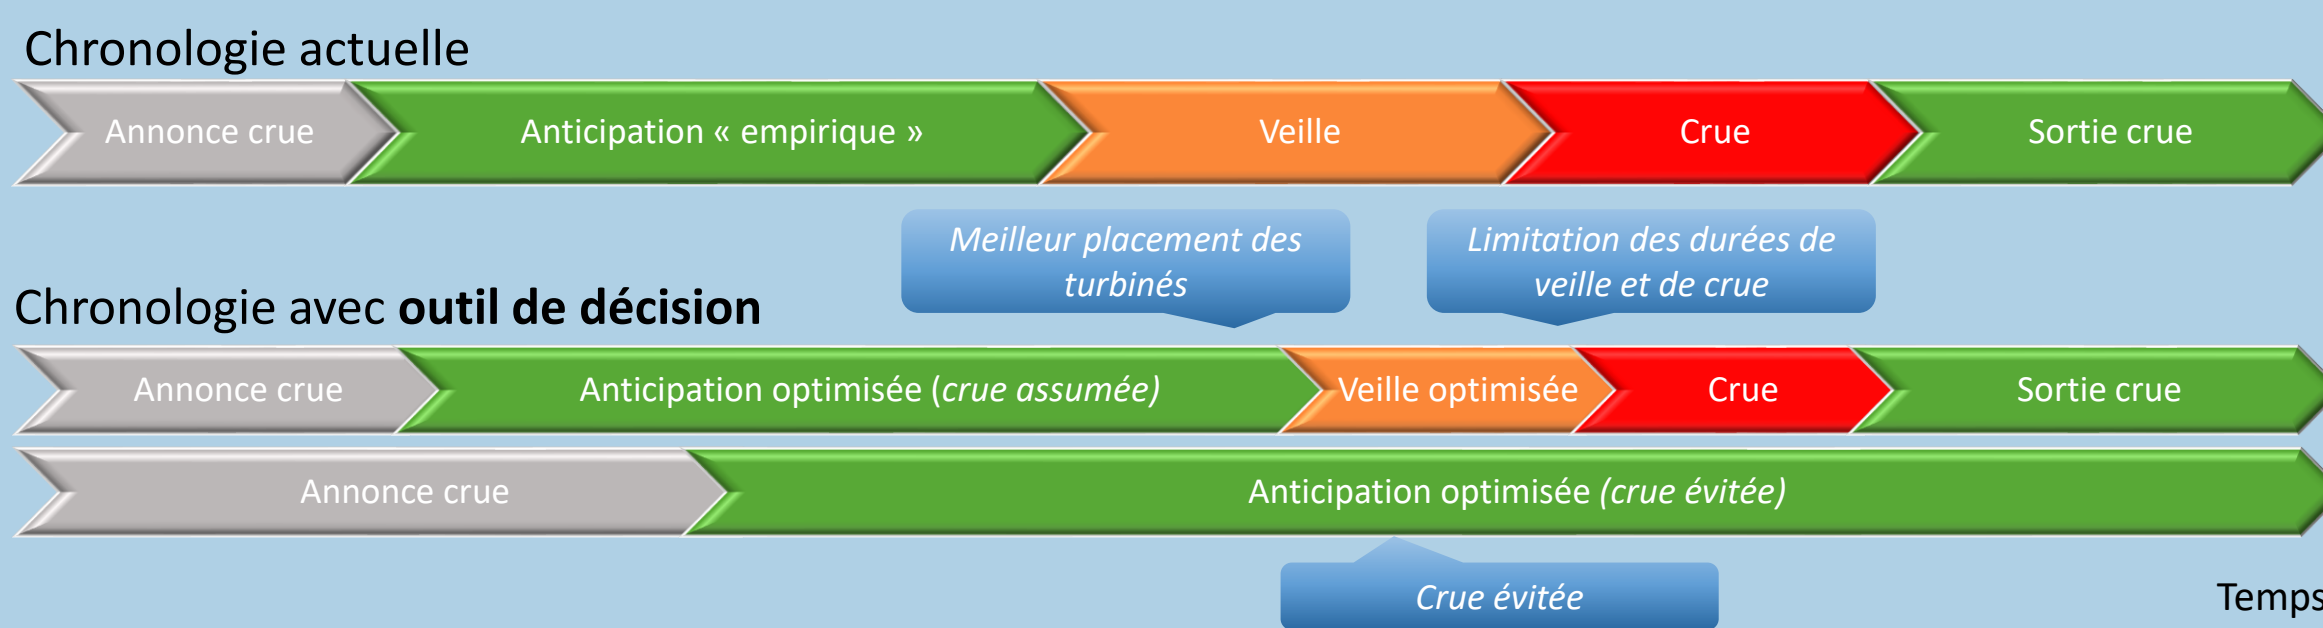 Chronologie actuelle
Annonce crue
Anticipation « empirique »
Veille
Crue
Sortie crue
Meilleur placement des
turbinés
Limitation des durées de
veille et de crue
Chronologie avec outil de décision
Annonce crue
Anticipation optimisée (crue assumée)
Veille optimisée
Crue
Sortie crue
Annonce crue
Anticipation optimisée (crue évitée)
Crue évitée
Temps